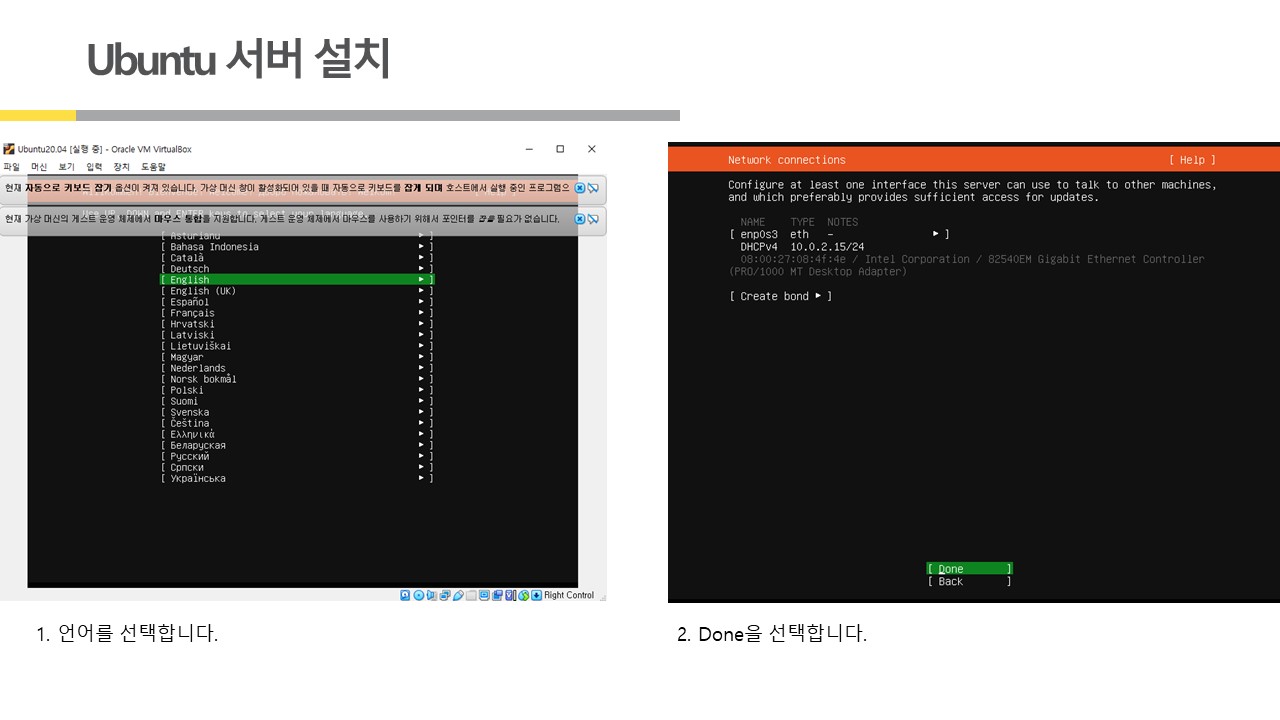 Ubuntu 서버 설치
Ubuntu20.04 [실행 중] - Oracle VM VirtualBox
파일 머신 보기 입력 장치 도움말
현재 자동으로 키보드 잡기 옵션이 켜져 있습니다. 가상 머신 창이 활성화되어 있을 때 자동으로 키보드를 잡게 되며 호스트에서 실행 중인 프로그램으
Use UP, DOWN and ENTER keys to select your language.
현재 가상 머신의 게스트 운영 체제에서 마우스 통합을 지원합니다. 게스트 운영 체제에서 마우스를 사용하기 위해서 포인터를 잡을 필요가 없습니다.
[ Asturianu ▸ ]
[ Bahasa Indonesia ▸ ]
[ Català ▸ ]
[ Deutsch ▸ ]
[ English ▸ ]
[ English (UK) ▸ ]
[ Español ▸ ]
[ Français ▸ ]
[ Hrvatski ▸ ]
[ Latviski ▸ ]
[ Lietuviškai ▸ ]
[ Magyar ▸ ]
[ Nederlands ▸ ]
[ Norsk bokmål ▸ ]
[ Polski ▸ ]
[ Suomi ▸ ]
[ Svenska ▸ ]
[ Čeština ▸ ]
[ Ελληνικά ▸ ]
[ Беларуская ▸ ]
[ Русский ▸ ]
[ Српски ▸ ]
[ Українська ▸ ]
Right Control
1. 언어를 선택합니다.
Network connections [ Help ]
Configure at least one interface this server can use to talk to other machines,
and which preferably provides sufficient access for updates.
NAME TYPE NOTES
[ enp0s3 eth - ▸ ]
DHCPv4 10.0.2.15/24
08:00:27:08:4f:4e / Intel Corporation / 82540EM Gigabit Ethernet Controller
(PRO/1000 MT Desktop Adapter)
[ Create bond ▸ ]
[ Done ]
[ Back ]
2. Done을 선택합니다.